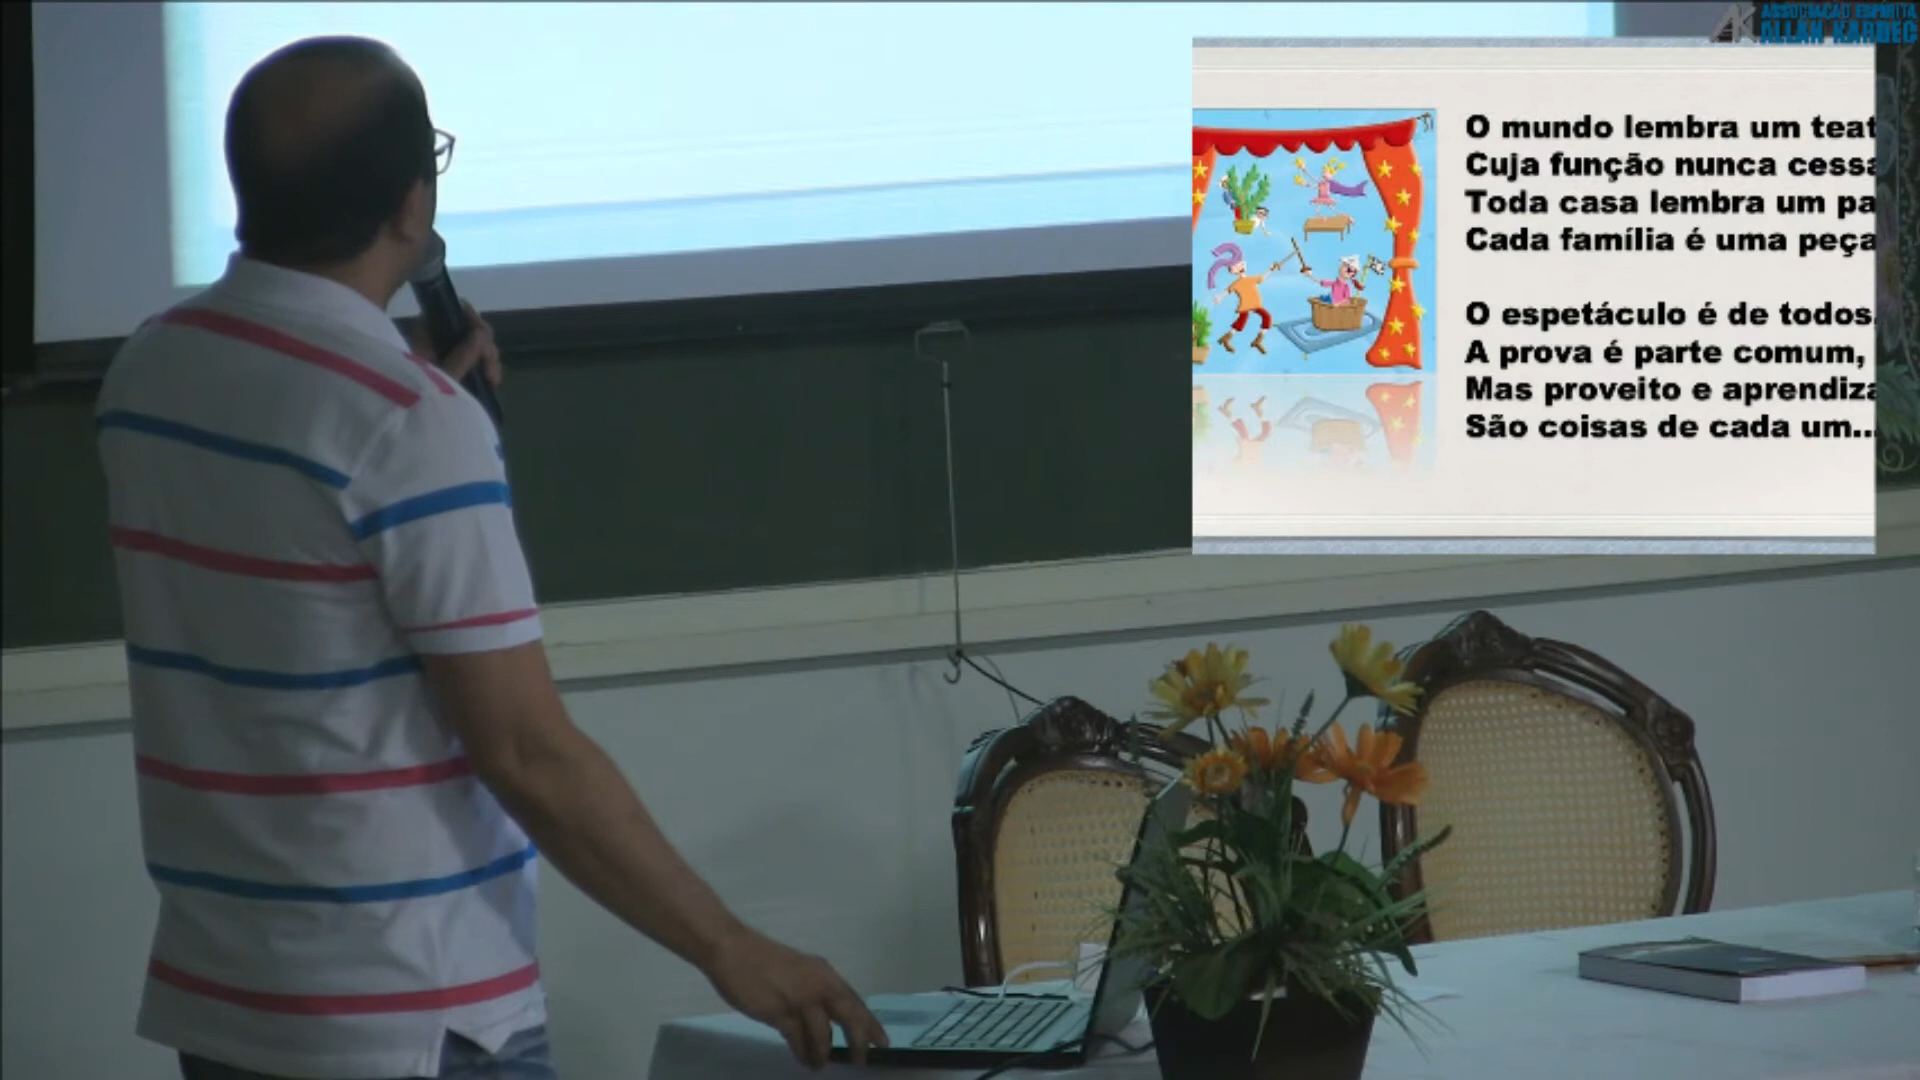 ASSOCIAÇÃO ESPÍRITA
ALLAN KARDEC
O mundo lembra um teat
Cuja função nunca cessa
Toda casa lembra um pa
Cada família é uma peça
O espetáculo é de todos,
A prova é parte comum,
Mas proveito e aprendiza
São coisas de cada um...